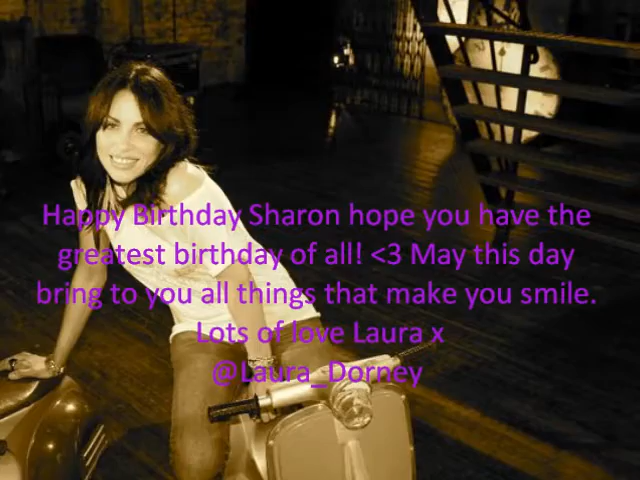 Happy Birthday Sharon hope you have the
greatest birthday of all! <3 May this day
bring to you all things that make you smile.
Lots of love Laura x
@Laura_Dorney